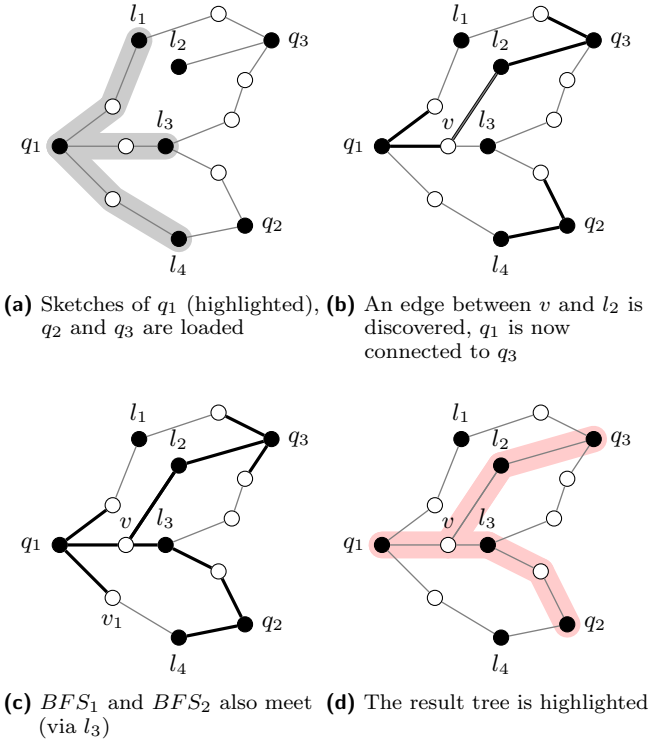 l1
l2
q3
l3
q1
q2
l4
l1
l2
q3
v
l3
q1
q2
l4
(a) Sketches of q1 (highlighted),
q2 and q3 are loaded
(b) An edge between v and l2 is
discovered, q1 is now
connected to q3
l1
l2
q3
v
l3
q1
v1
q2
l4
l1
l2
q3
v
l3
q1
q2
l4
(c) BFS1 and BFS2 also meet
(via l3)
(d) The result tree is highlighted